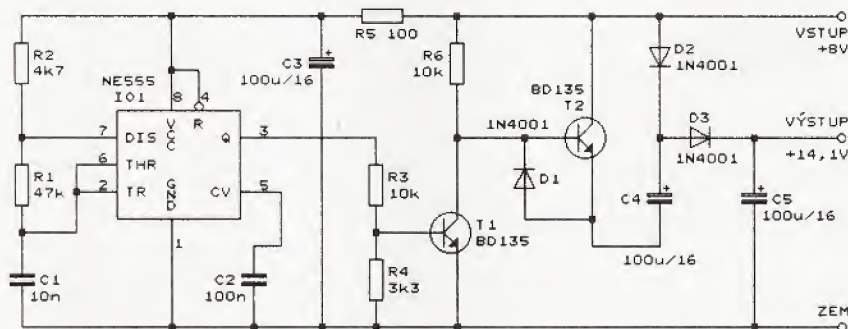 R2
4k7
R1
47k
C1
10n
NE555
IO1
8
4
VCC
R
7
DIS
Q
3
6
THR
2
TR
GND
CV
5
1
C2
100n
C3
+
100u/16
R5 100
R6
10k
R3
10k
R4
3k3
T1
BD135
1N4001
D1
BD135
T2
D2
1N4001
D3
1N4001
C4
+
100u/16
+
C5
100u/16
VSTUP
+8V
VÝSTUP
+14,1V
ZEM